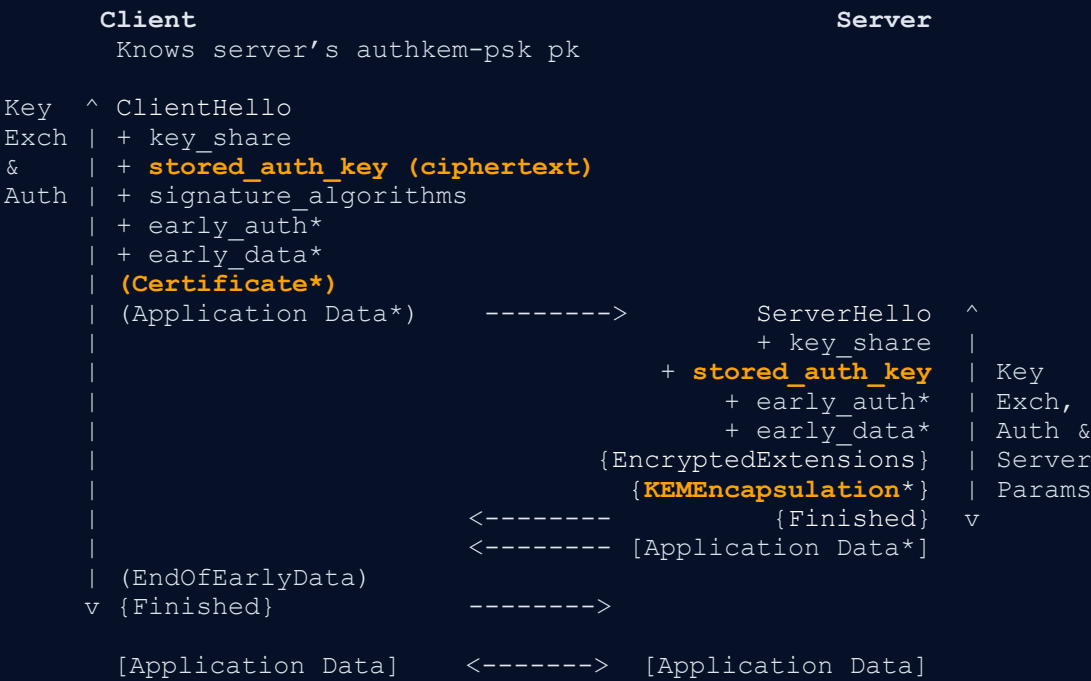 Client Server
Knows server’s authkem-psk pk
Key ^ ClientHello
Exch | + key_share
& | + stored_auth_key (ciphertext)
Auth | + signature_algorithms
| + early_auth*
| + early_data*
| (Certificate*)
| (Application Data*) --------> ServerHello ^
| + key_share |
| + stored_auth_key | Key
| + early_auth* | Exch,
| + early_data* | Auth &
| {EncryptedExtensions} | Server
| {KEMEncapsulation*} | Params
| <-------- {Finished} v
| <-------- [Application Data*]
| (EndOfEarlyData)
v {Finished} -------->
[Application Data] <-------> [Application Data]